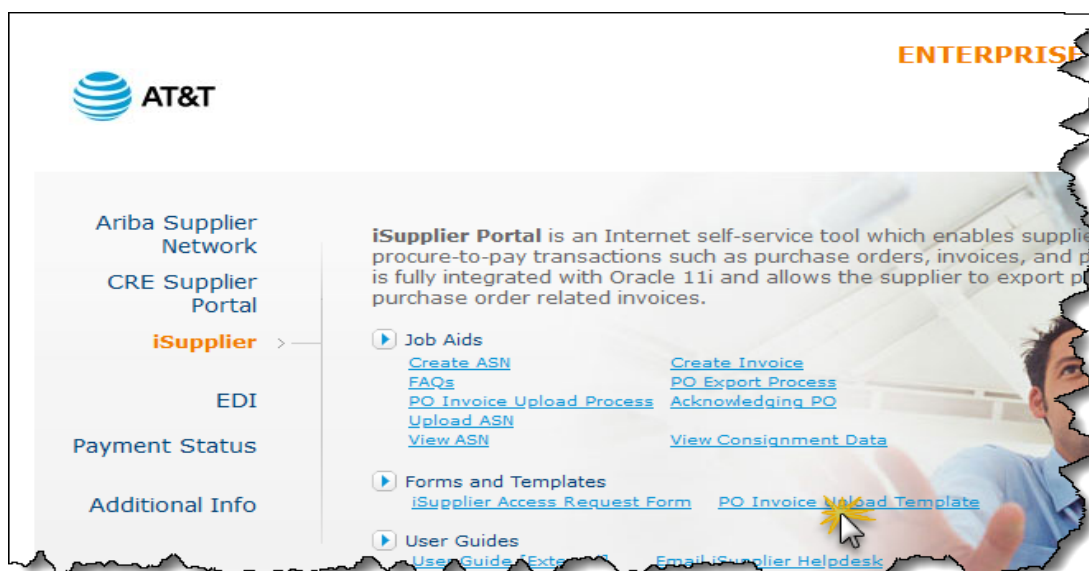 ENTERPRISE
AT&T
Ariba Supplier
Network
CRE Supplier
Portal
iSupplier
EDI
Payment Status
Additional Info
iSupplier Portal is an Internet self-service tool which enables supplie
procure-to-pay transactions such as purchase orders, invoices, and p
is fully integrated with Oracle 11i and allows the supplier to export p
purchase order related invoices.
Job Aids
Create ASN Create Invoice
FAQs PO Export Process
PO Invoice Upload Process Acknowledging PO
Upload ASN
View ASN View Consignment Data
Forms and Templates
iSupplier Access Request Form PO Invoice Upload Template
User Guides
User Guide [Exte Email iSupplier Helpdesk